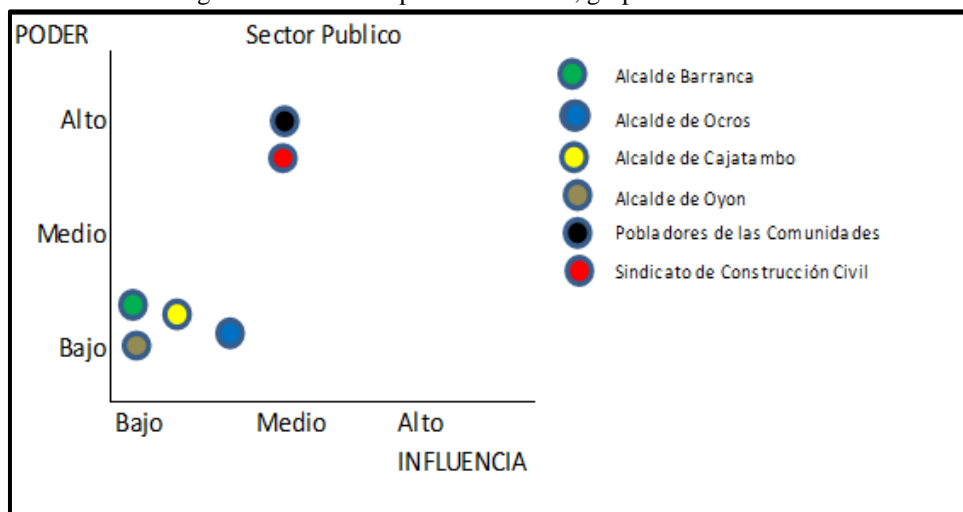 PODER
Sector Publico
Alcalde Barranca
Alcalde de Ocros
Alcalde de Cajatambo
Alcalde de Oyon
Pobladores de las Comunidades
Sindicato de Construcción Civil
Alto
Medio
Bajo
Bajo Medio Alto
INFLUENCIA